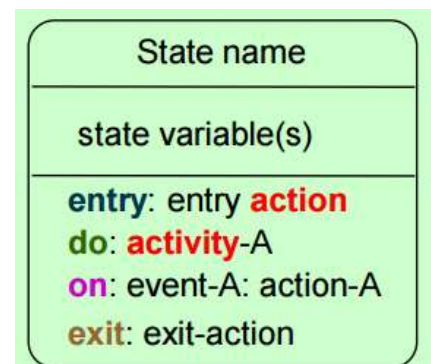 State name
state variable(s)
entry: entry action
do: activity-A
on: event-A: action-A
exit: exit-action